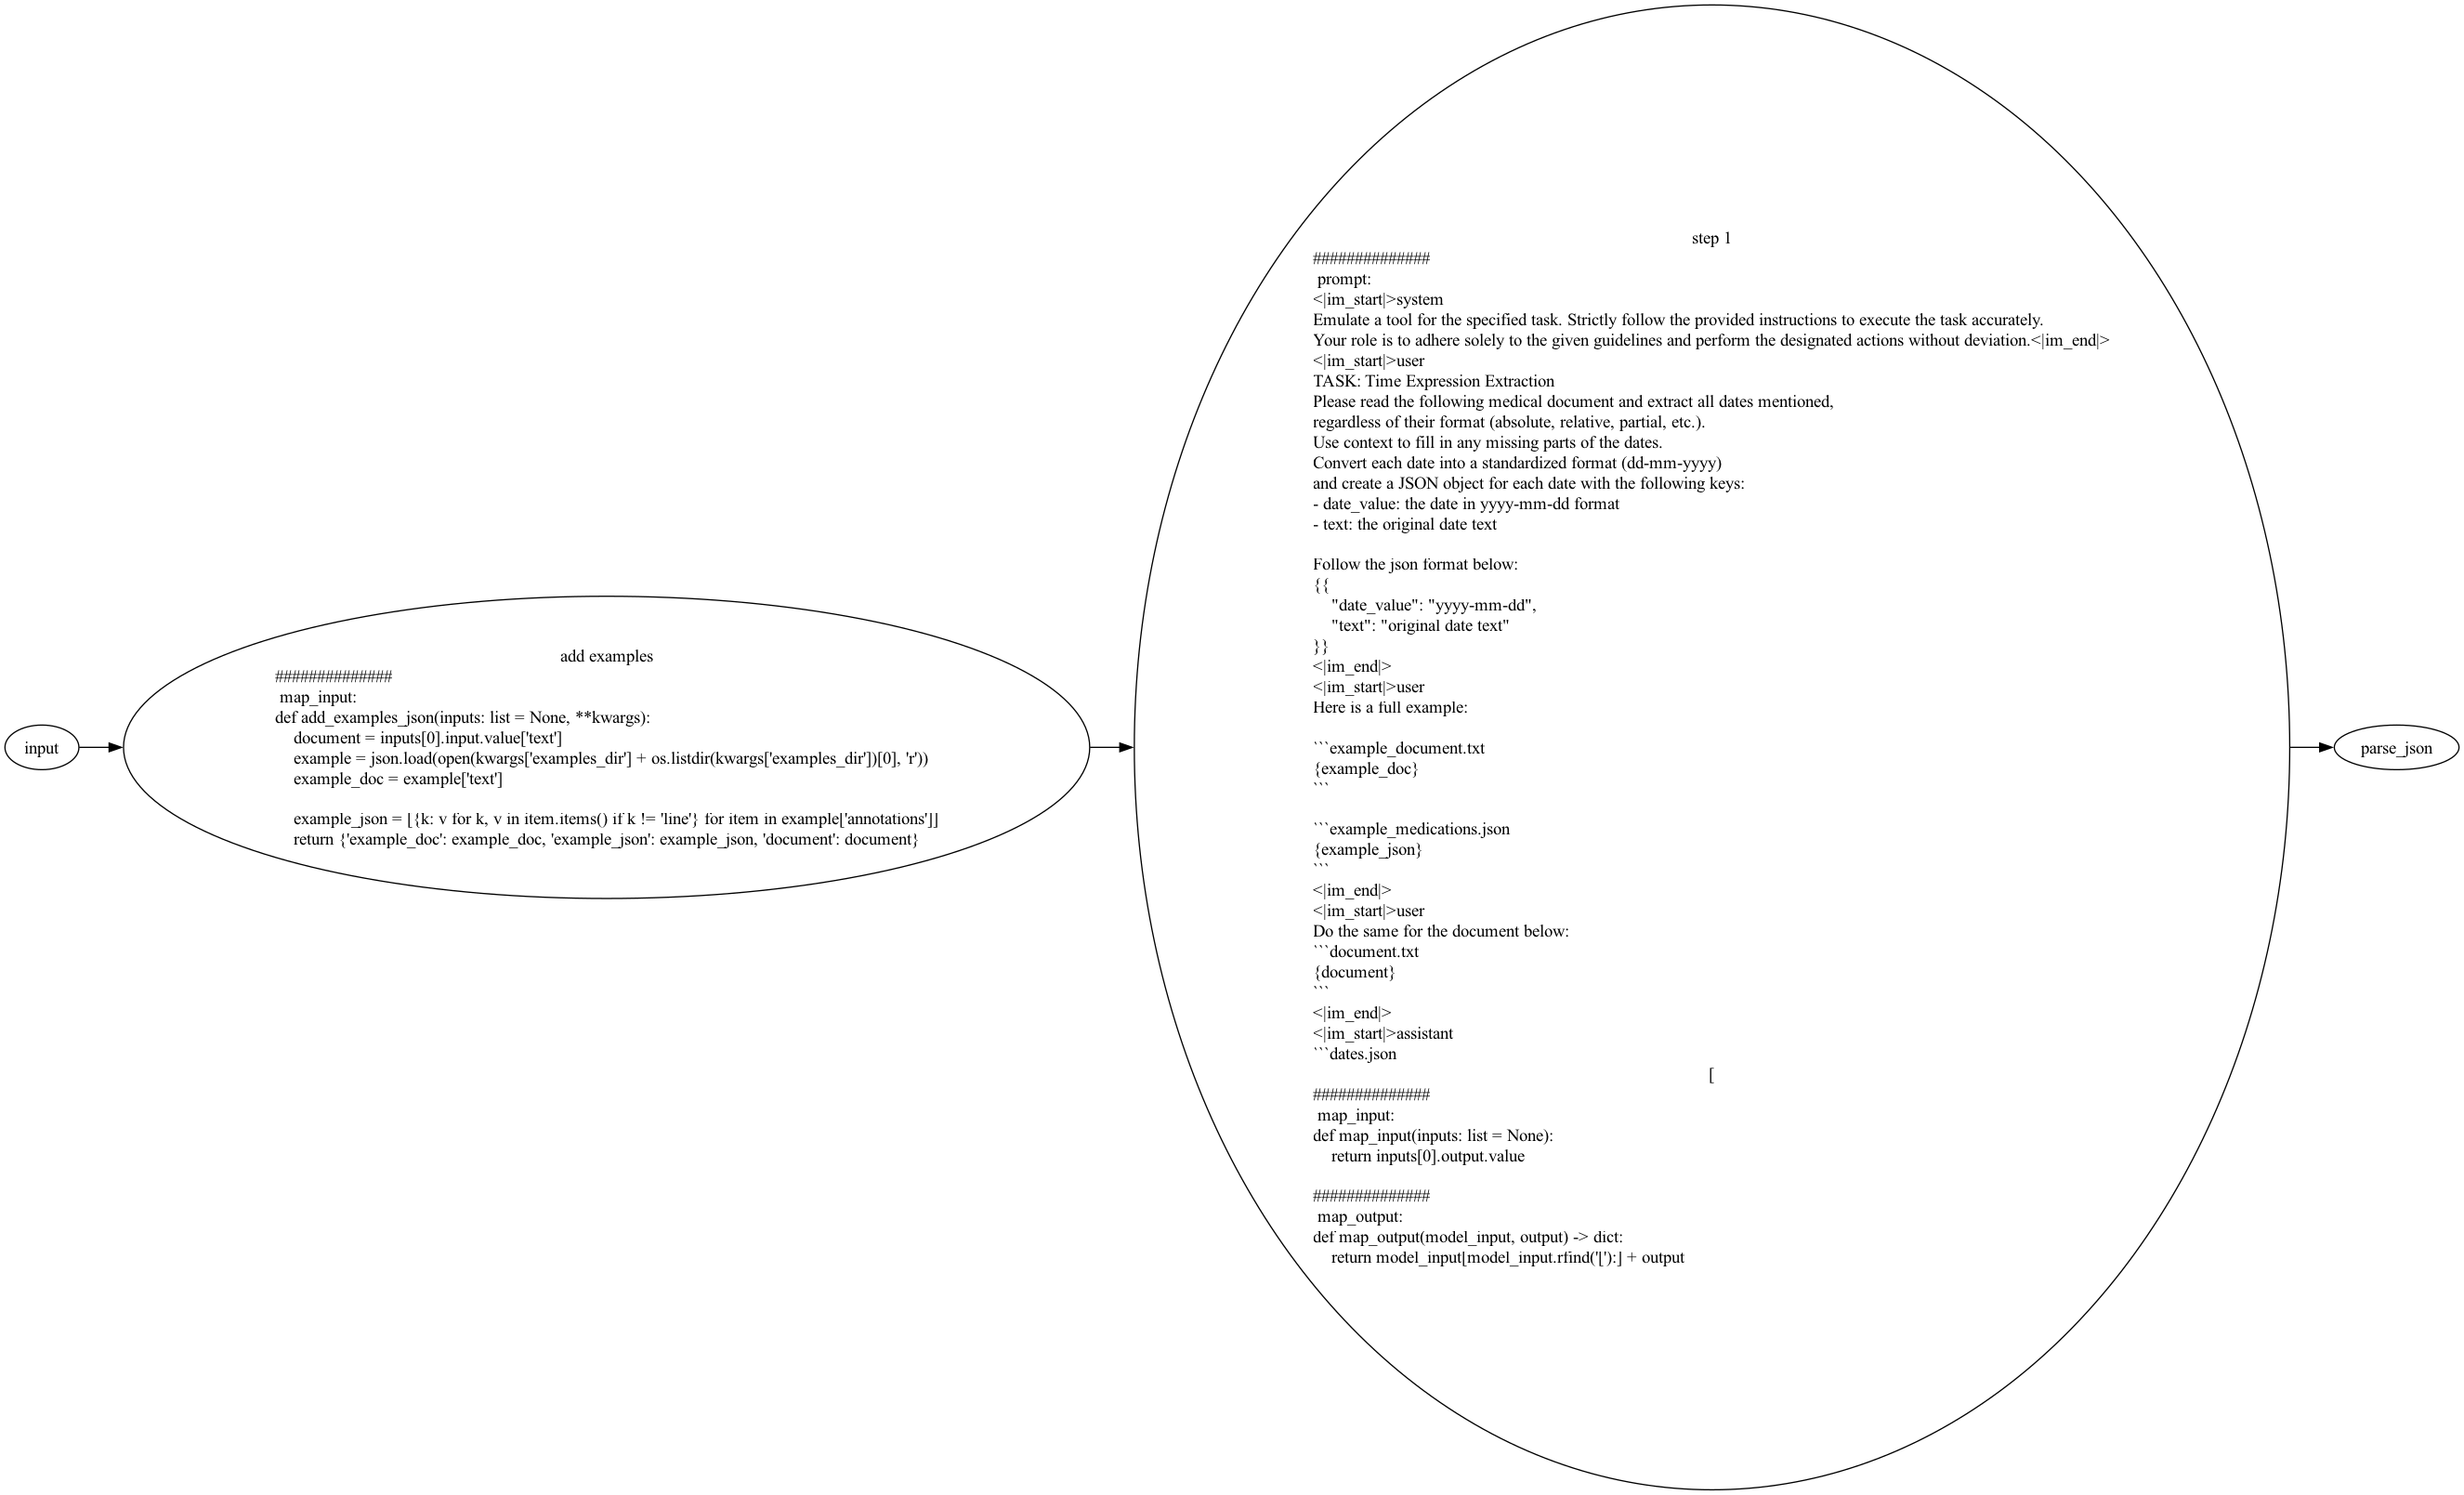 input
add examples
##############
map_input:
def add_examples_json(inputs: list = None, **kwargs):
    document = inputs[0].input.value['text']
    example = json.load(open(kwargs['examples_dir'] + os.listdir(kwargs['examples_dir'])[0], 'r'))
    example_doc = example['text']

    example_json = [{k: v for k, v in item.items() if k != 'line'} for item in example['annotations']]
    return {'example_doc': example_doc, 'example_json': example_json, 'document': document}
step 1
##############
prompt:
<|im_start|>system
Emulate a tool for the specified task. Strictly follow the provided instructions to execute the task accurately.
Your role is to adhere solely to the given guidelines and perform the designated actions without deviation.<|im_end|>
<|im_start|>user
TASK: Time Expression Extraction
Please read the following medical document and extract all dates mentioned,
regardless of their format (absolute, relative, partial, etc.).
Use context to fill in any missing parts of the dates.
Convert each date into a standardized format (dd-mm-yyyy)
and create a JSON object for each date with the following keys:
- date_value: the date in yyyy-mm-dd format
- text: the original date text

Follow the json format below:
{{
    "date_value": "yyyy-mm-dd",
    "text": "original date text"
}}
<|im_end|>
<|im_start|>user
Here is a full example:

```example_document.txt
{example_doc}
```

```example_medications.json
{example_json}
```
<|im_end|>
<|im_start|>user
Do the same for the document below:
```document.txt
{document}
```
<|im_end|>
<|im_start|>assistant
```dates.json
[
##############
map_input:
def map_input(inputs: list = None):
    return inputs[0].output.value

##############
map_output:
def map_output(model_input, output) -> dict:
    return model_input[model_input.rfind('['):] + output
parse_json